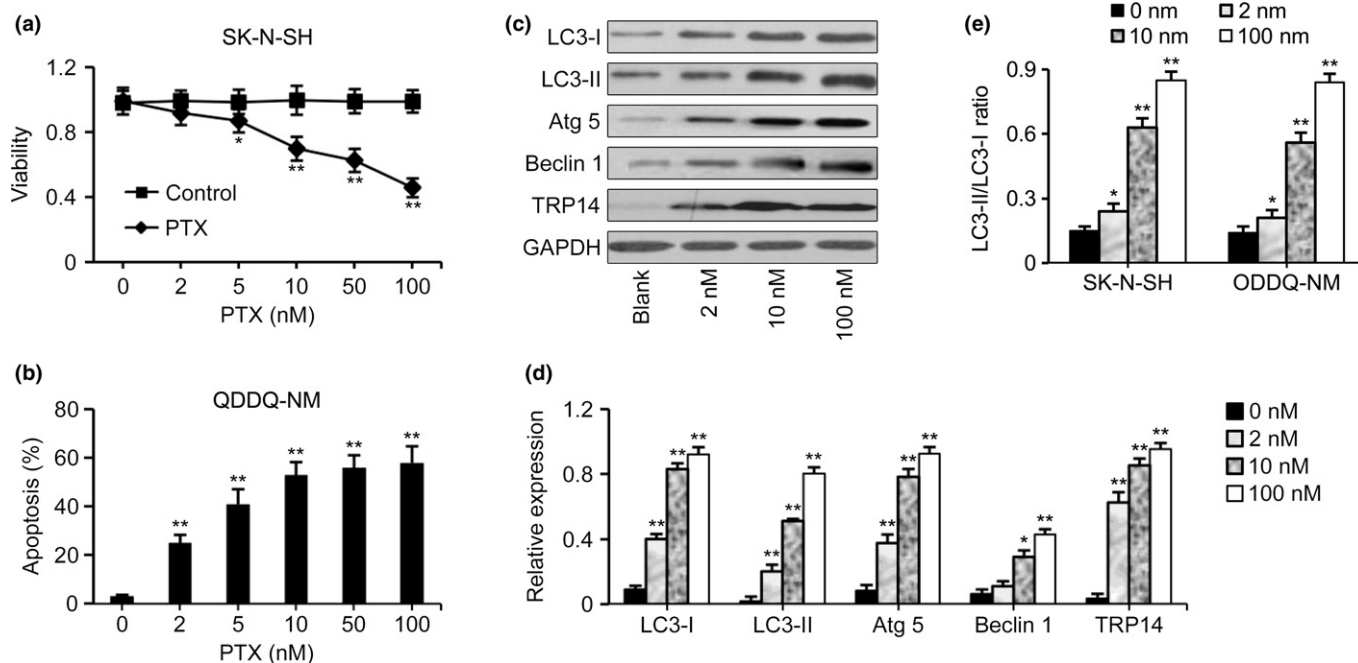 (a)
SK-N-SH
1.2
0.8
0.4
0
Viability
Control
PTX
*
**
**
**
0 2 5 10 50 100
PTX (nM)
(b)
QDDQ-NM
80
60
40
20
0
Apoptosis (%)
**
**
**
**
**
0 2 5 10 50 100
PTX (nM)
(c)
LC3-I
LC3-II
Atg 5
Beclin 1
TRP14
GAPDH
Blank
2 nM
10 nM
100 nM
(d)
1.2
0.8
0.4
0
Relative expression
** ** **
** **
** ** **
* **
** ** **
LC3-I LC3-II Atg 5 Beclin 1 TRP14
0 nM
2 nM
10 nM
100 nM
(e)
0 nm 2 nm
10 nm 100 nm
0.9
0.6
0.3
0
LC3-II/LC3-I ratio
* ** **
* ** **
SK-N-SH ODDQ-NM